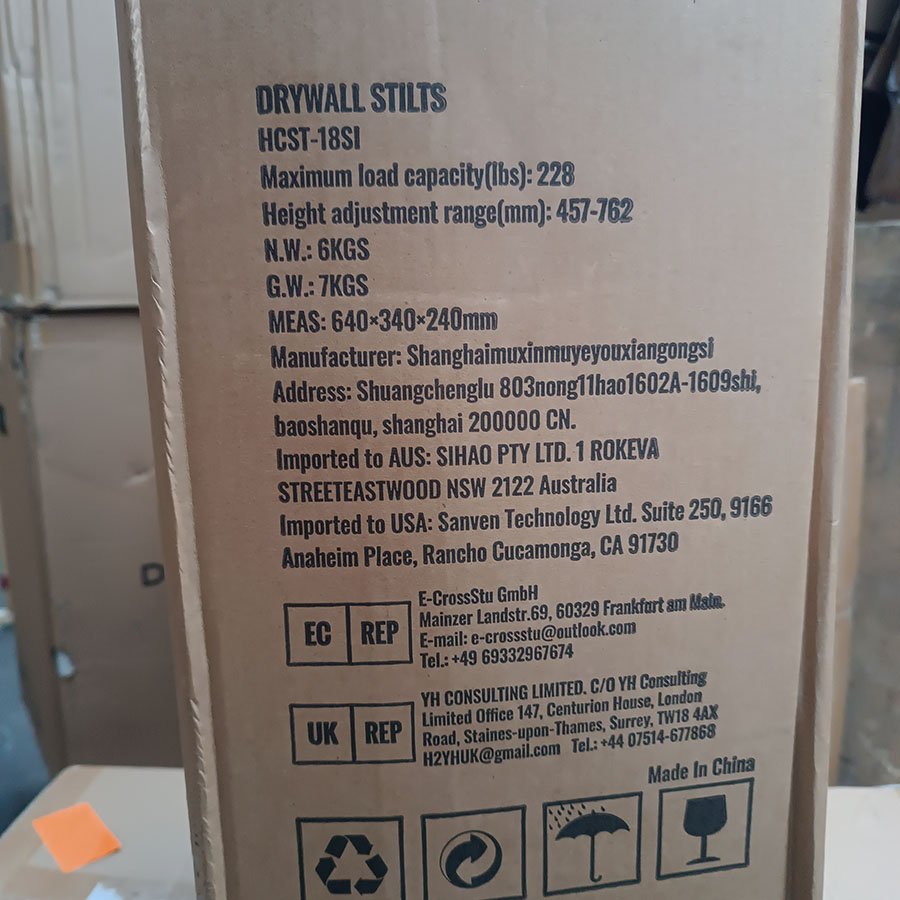 DRYWALL STILTS
HCST-18SI
Maximum load capacity(lbs): 228
Height adjustment range(mm): 457-762
N.W.: 6KGS
G.W.: 7KGS
MEAS: 640×340×240mm
Manufacturer: Shanghaimuxinmuyeyouxiangongsi
Address: Shuangchenglu 803nong11hao1602A-1609shi,
baoshanqu, shanghai 200000 CN.
Imported to AUS: SIHAO PTY LTD. 1 ROKEVA
STREETEASTWOOD NSW 2122 Australia
Imported to USA: Sanven Technology Ltd. Suite 250, 9166
Anaheim Place, Rancho Cucamonga, CA 91730
EC REP
E-CrossStu GmbH
Mainzer Landstr.69, 60329 Frankfurt am Main.
E-mail: e-crossstu@outlook.com
Tel.: +49 69332967674
UK REP
YH CONSULTING LIMITED. C/O YH Consulting
Limited Office 147, Centurion House, London
Road, Staines-upon-Thames, Surrey, TW18 4AX
H2YHUK@gmail.com Tel.: +44 07514-677868
Made In China
D